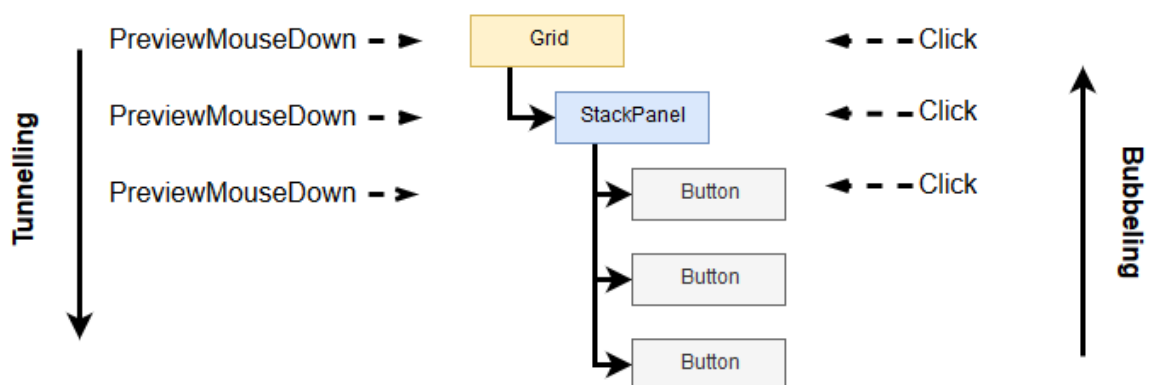 PreviewMouseDown
Grid
Click
PreviewMouseDown
StackPanel
Click
PreviewMouseDown
Button
Click
Tunnelling
Bubbeling
Button
Button